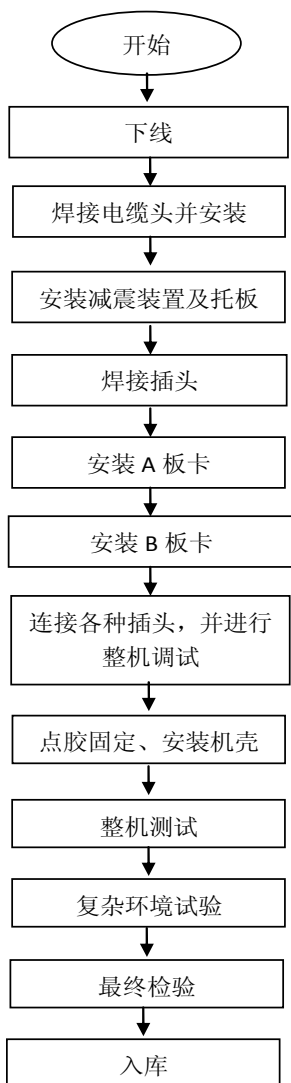 开始
下线
焊接电缆头并安装
安装减震装置及托板
焊接插头
安装 A 板卡
安装 B 板卡
连接各种插头，并进行
整机调试
点胶固定、安装机壳
整机测试
复杂环境试验
最终检验
入库